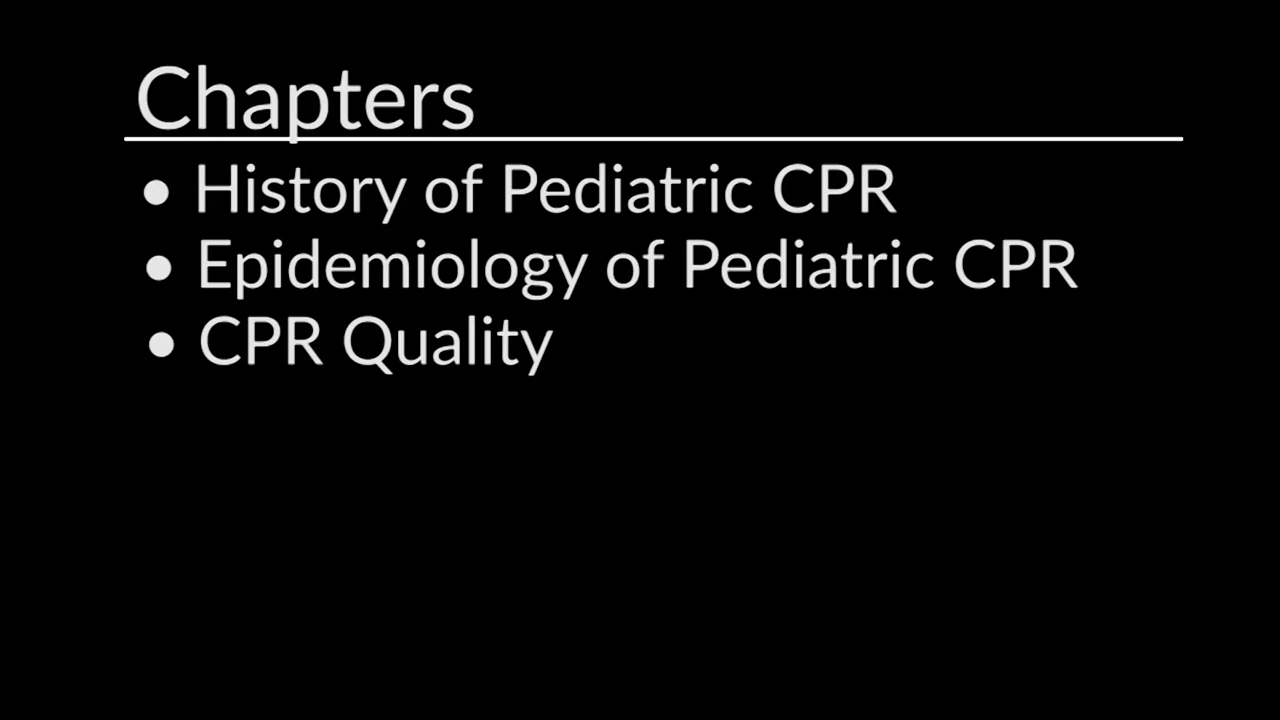 Chapters
• History of Pediatric CPR
• Epidemiology of Pediatric CPR
• CPR Quality